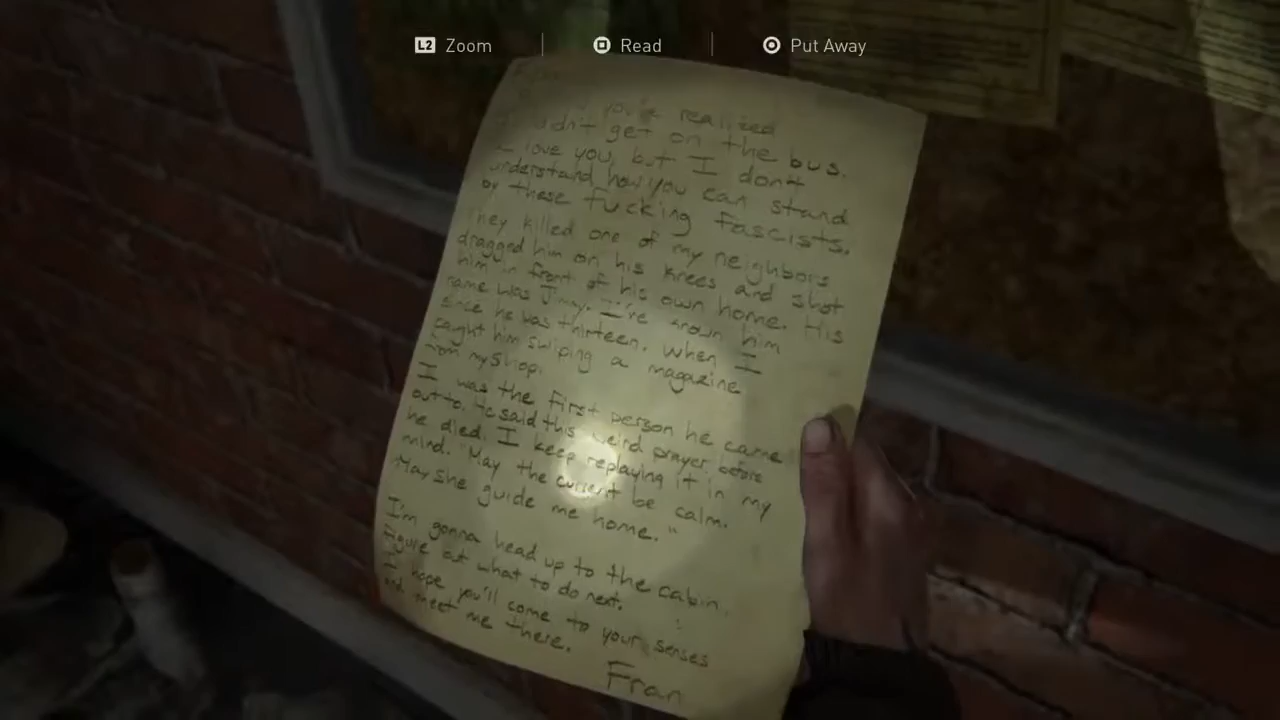 L2 Zoom
Read
Put Away
you've realized
didn't get on the bus.
I love you, but I don't
understand how you can stand
by these fucking fascists.
They killed one of my neighbors
dragged him on his knees and shot
him in front of his own home. His
name was Jimmy. I've known him
since he was thirteen. When I
caught him swiping a magazine
from my shop.
I was the first person he came
out to. He said this weird prayer before
he died. I keep replaying it in my
mind. "May the current be calm.
May she guide me home."
I'm gonna head up to the cabin.
Figure out what to do next.
I hope you'll come to your senses
and meet me there.
Fran